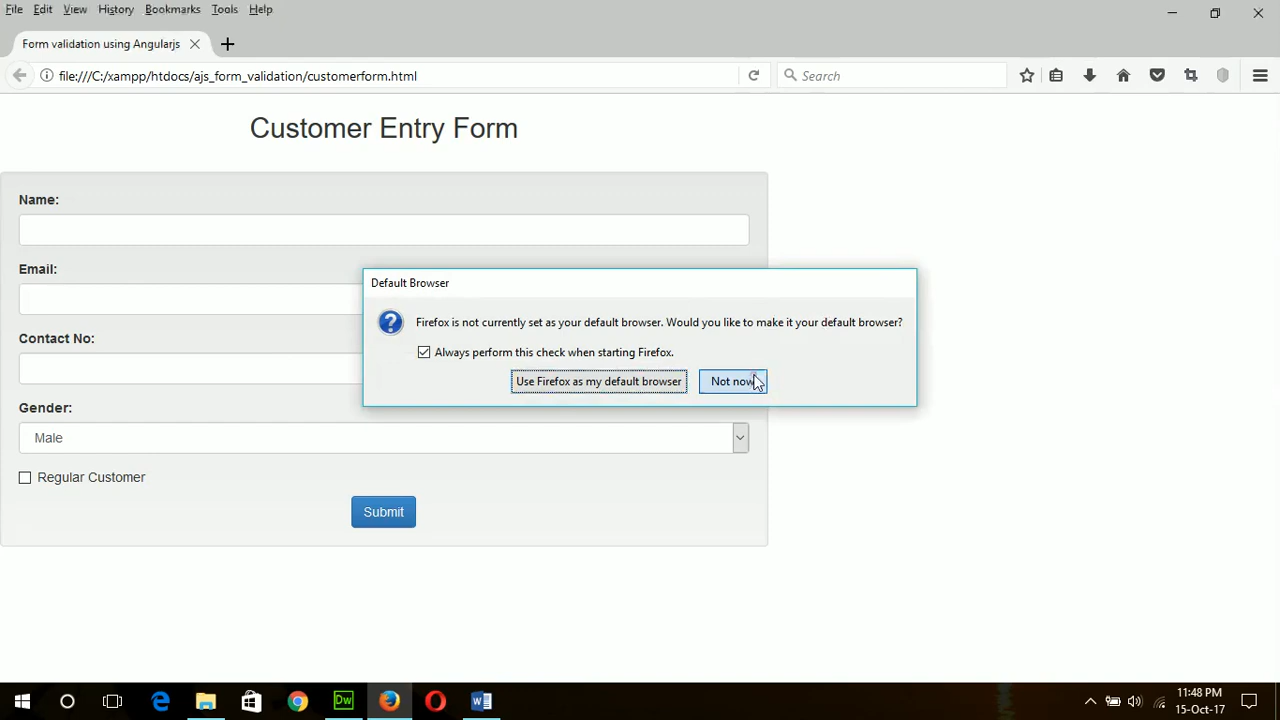 File Edit View History Bookmarks Tools Help
Form validation using Angularjs
file:///C:/xampp/htdocs/ajs_form_validation/customerform.html
Search
Customer Entry Form
Name:
Email:
Default Browser
Firefox is not currently set as your default browser. Would you like to make it your default browser?
Contact No:
Always perform this check when starting Firefox.
Use Firefox as my default browser
Not now
Gender:
Male
Regular Customer
Submit
Dw
11:48 PM
15-Oct-17